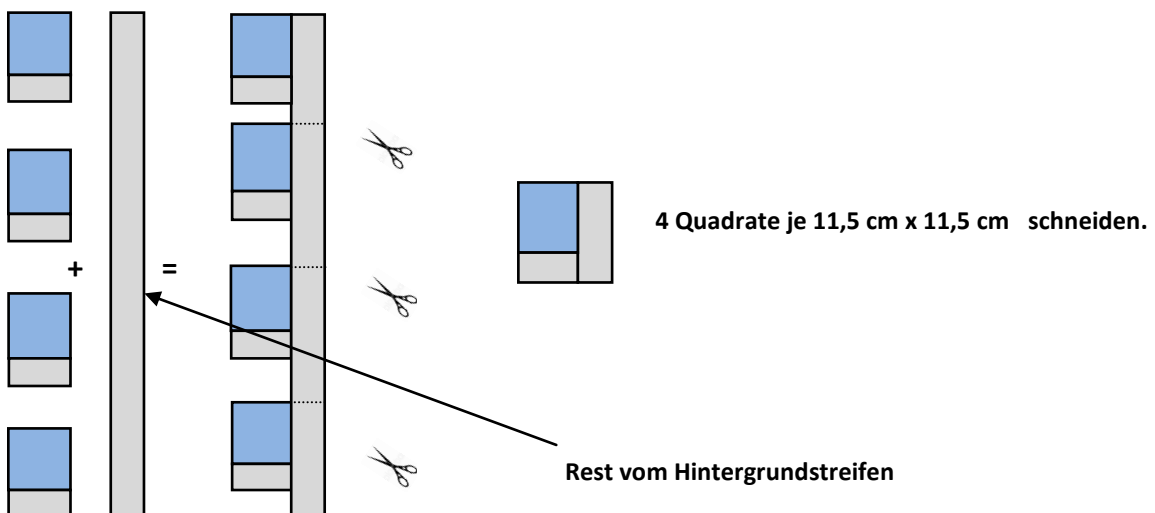 4 Quadrate je 11,5 cm x 11,5 cm schneiden.
+ =
Rest vom Hintergrundstreifen